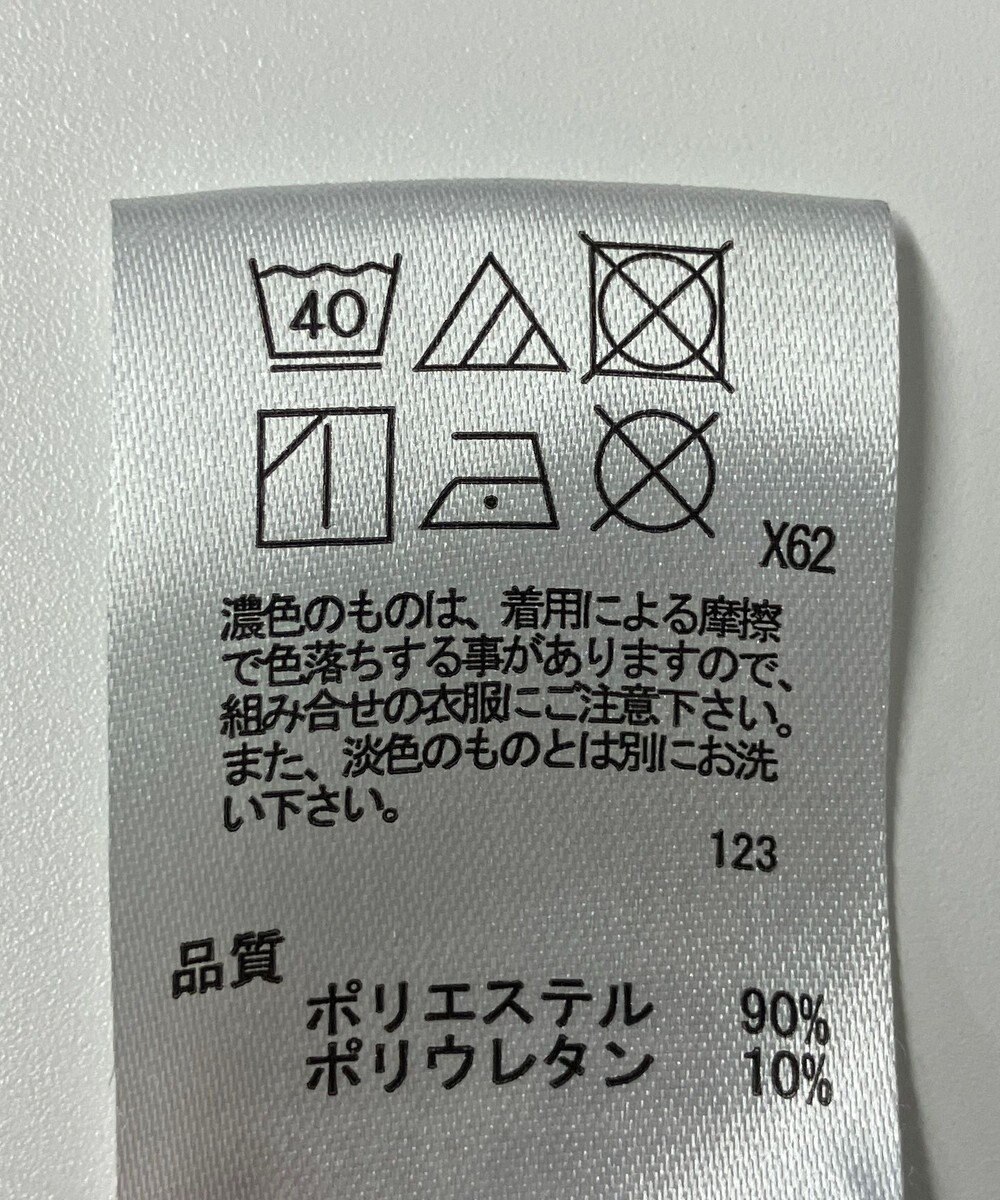 40
X62
濃色のものは、着用による摩擦
で色落ちする事がありますので、
組み合せの衣服にご注意下さい。
また、淡色のものとは別にお洗
い下さい。
123
品質
ポリエステル 90%
ポリウレタン 10%